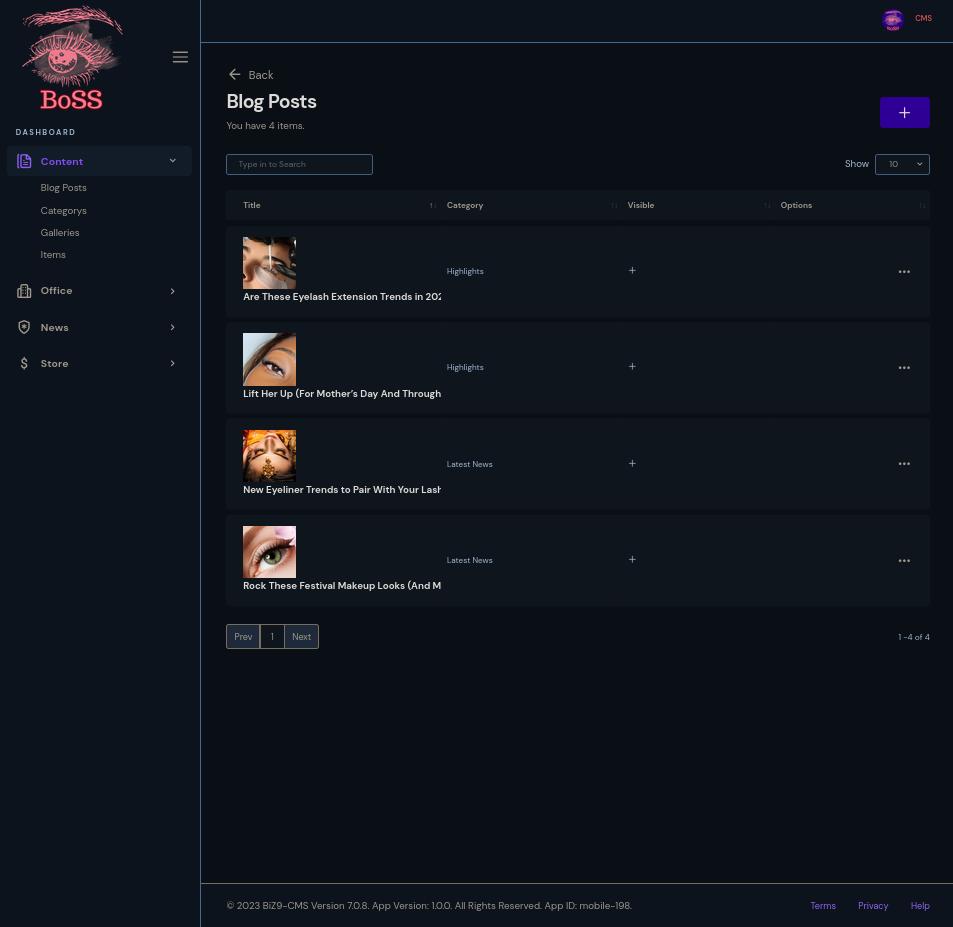 BoSS
BoSS
CMS
DASHBOARD
Content
Blog Posts
Categorys
Galleries
Items
Office
News
Store
Back
Blog Posts
You have 4 items.
+
Type in to Search
Show 10
Title Category Visible Options
Highlights +
Are These Eyelash Extension Trends in 202
Highlights +
Lift Her Up (For Mother's Day And Through
Latest News +
New Eyeliner Trends to Pair With Your Lash
Latest News +
Rock These Festival Makeup Looks (And M
Prev 1 Next 1 -4 of 4
© 2023 BiZ9-CMS Version 7.0.8. App Version: 1.0.0. All Rights Reserved. App ID: mobile-198. Terms Privacy Help